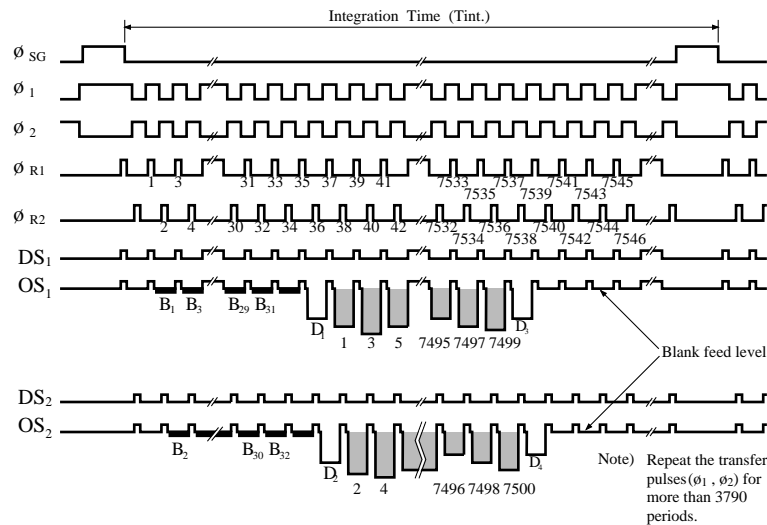 Integration Time (Tint.)
ø SG
ø 1
ø 2
ø R1
1 3 31 33 35 37 39 41 7533 7537 7541 7545
7535 7539 7543
ø R2
2 4 30 32 34 36 38 40 42 7532 7536 7540 7544
7534 7538 7542 7546
DS1
OS1
B1 B3 B29 B31 D1 1 3 5 7495 7497 7499 D3
Blank feed level
DS2
OS2
B2 B30 B32 D2 2 4 7496 7498 7500 D4
Note) Repeat the transfer
pulses (ø1 , ø2) for
more than 3790
periods.